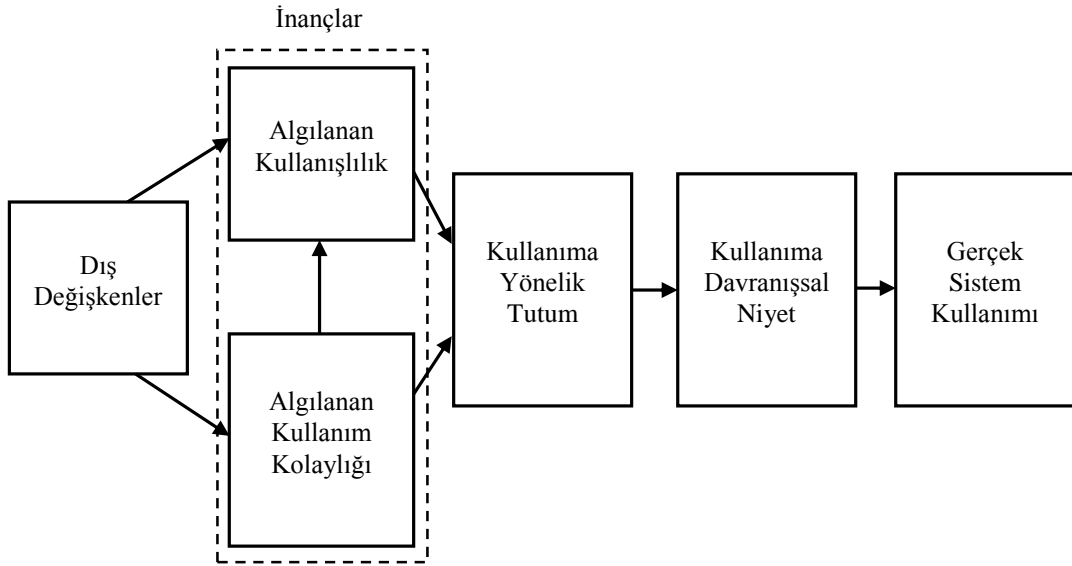 İnançlar
Algılanan
Kullanışlılık
Dış
Değişkenler
Algılanan
Kullanım
Kolaylığı
Kullanıma
Yönelik
Tutum
Kullanıma
Davranışsal
Niyet
Gerçek
Sistem
Kullanımı